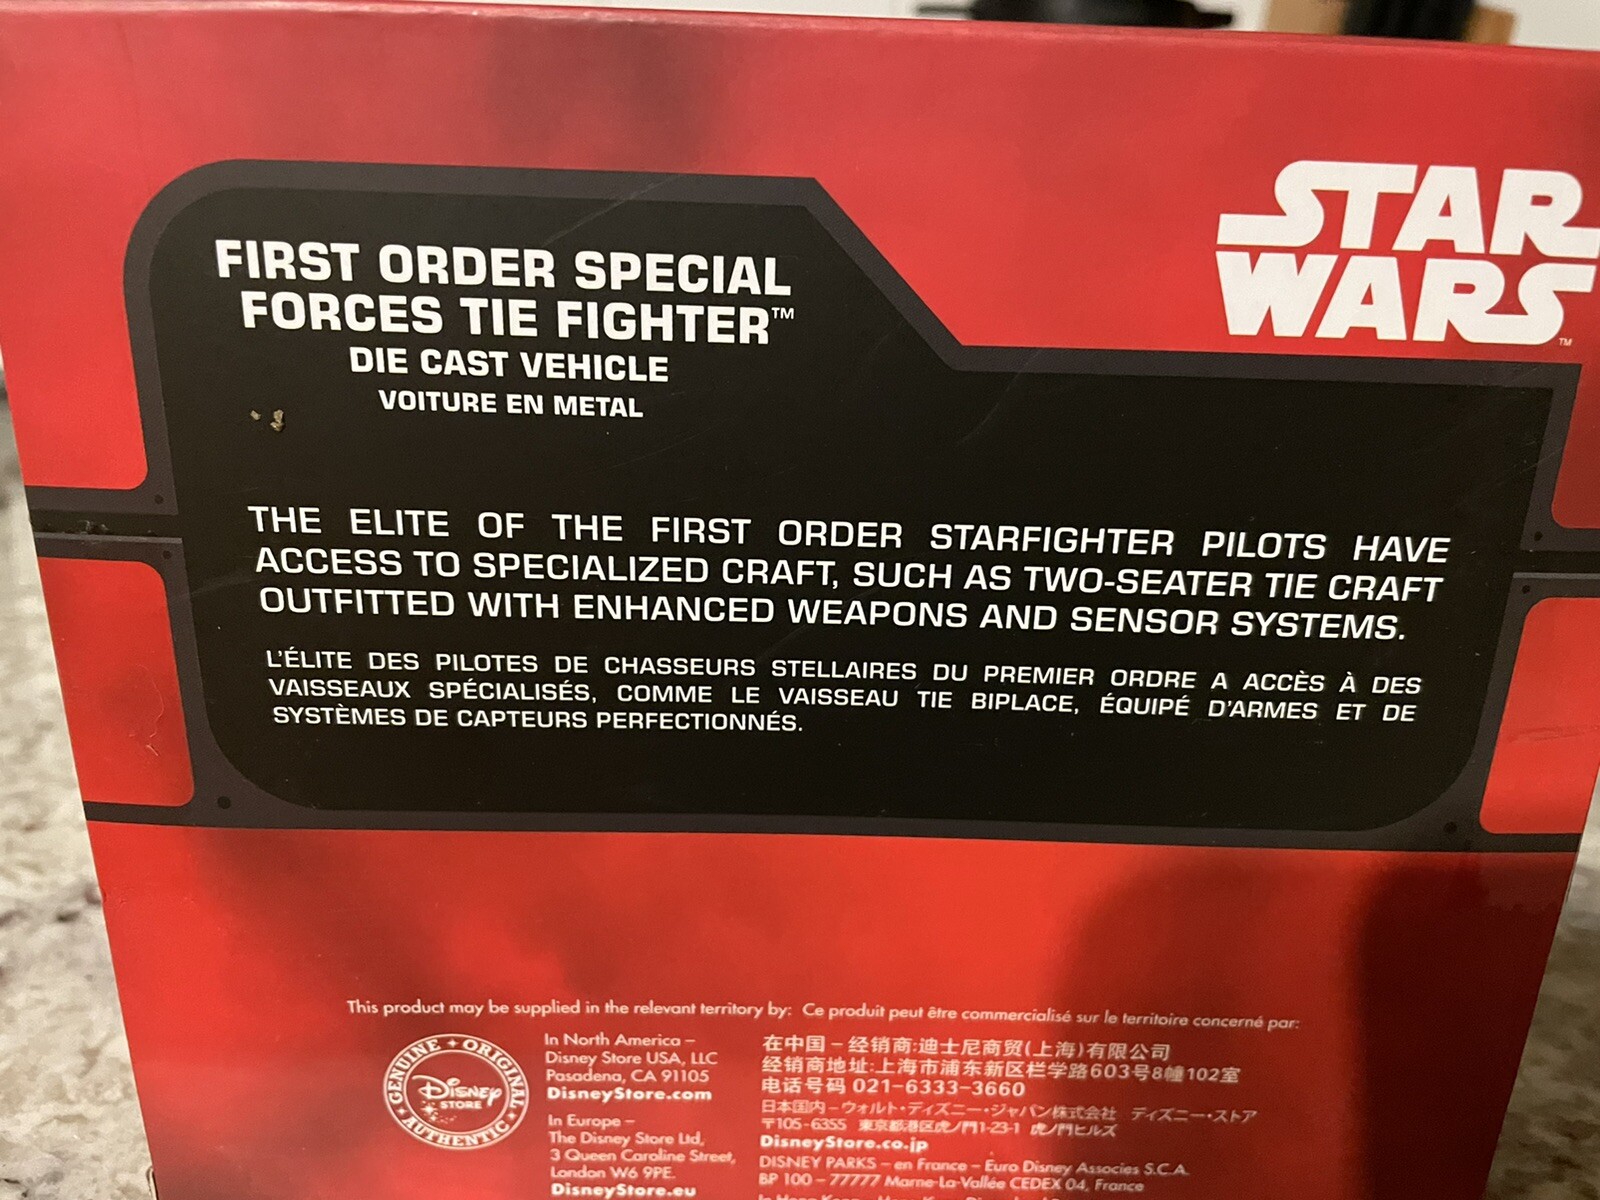 STAR
WARS™
FIRST ORDER SPECIAL
FORCES TIE FIGHTER™
DIE CAST VEHICLE
VOITURE EN METAL
THE ELITE OF THE FIRST ORDER STARFIGHTER PILOTS HAVE
ACCESS TO SPECIALIZED CRAFT, SUCH AS TWO-SEATER TIE CRAFT
OUTFITTED WITH ENHANCED WEAPONS AND SENSOR SYSTEMS.
L'ÉLITE DES PILOTES DE CHASSEURS STELLAIRES DU PREMIER ORDRE A ACCÈS À DES
VAISSEAUX SPÉCIALISÉS, COMME LE VAISSEAU TIE BIPLACE, ÉQUIPÉ D'ARMES ET DE
SYSTÈMES DE CAPTEURS PERFECTIONNÉS.
This product may be supplied in the relevant territory by: Ce produit peut être commercialisé sur le territoire concerné par:
GENUINE ✦ ORIGINAL ✦ AUTHENTIC ✦
DISNEY
STORE
In North America –
Disney Store USA, LLC
Pasadena, CA 91105
DisneyStore.com
In Europe –
The Disney Store Ltd,
3 Queen Caroline Street,
London W6 9PE.
DisneyStore.eu
在中国 – 经销商:迪士尼商贸(上海)有限公司
经销商地址:上海市浦东新区栏学路603号8幢102室
电话号码 021-6333-3660
日本国内 – ウォルト・ディズニー・ジャパン株式会社 ディズニー・ストア
〒105-6355 東京都港区虎ノ門1-23-1 虎ノ門ヒルズ
DisneyStore.co.jp
DISNEY PARKS – en France – Euro Disney Associes S.C.A.
BP 100 – 77777 Marne-La-Vallée CEDEX 04, France